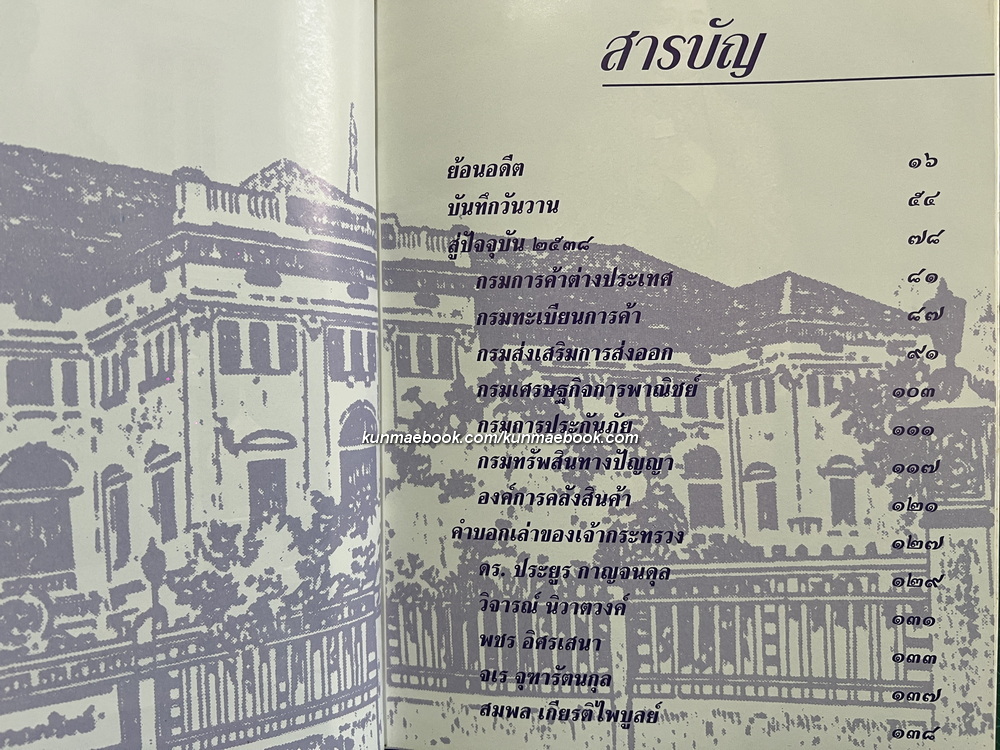 สารบัญ
ย้อนอดีต ๑๖
บันทึกวันวาน ๕๔
สู่ปัจจุบัน ๒๕๓๘ ๗๘
กรมการค้าต่างประเทศ ๘๑
กรมทะเบียนการค้า ๘๗
กรมส่งเสริมการส่งออก ๙๑
กรมเศรษฐกิจการพาณิชย์ ๑๐๓
กรมการประกันภัย ๑๑๑
kunmaebook.com/kunmaebook.com
กรมทรัพย์สินทางปัญญา ๑๑๗
องค์การคลังสินค้า ๑๒๑
คำบอกเล่าของเจ้ากระทรวง ๑๒๗
ดร. ประยูร กาญจนดุล ๑๒๙
วิจารณ์ นิวาตวงศ์ ๑๓๑
พชร อิศรเสนา ๑๓๓
จเร จุฑารัตนกุล ๑๓๗
สมพล เกียรติไพบูลย์ ๑๓๘